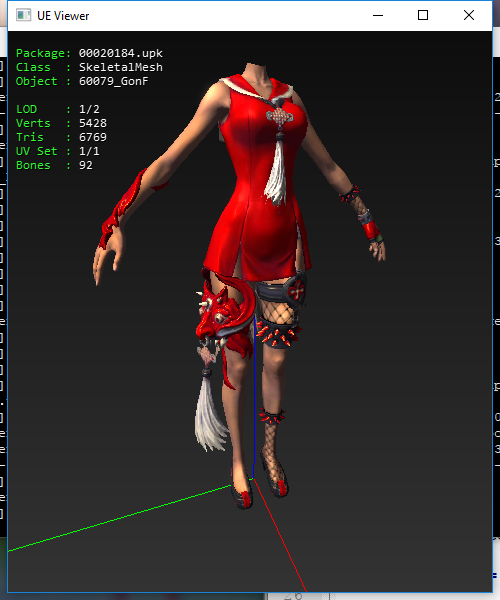 UE Viewer
Package: 00020184.upk
Class  : SkeletalMesh
Object : 60079_GonF
LOD    : 1/2
Verts  : 5428
Tris   : 6769
UV Set : 1/1
Bones  : 92